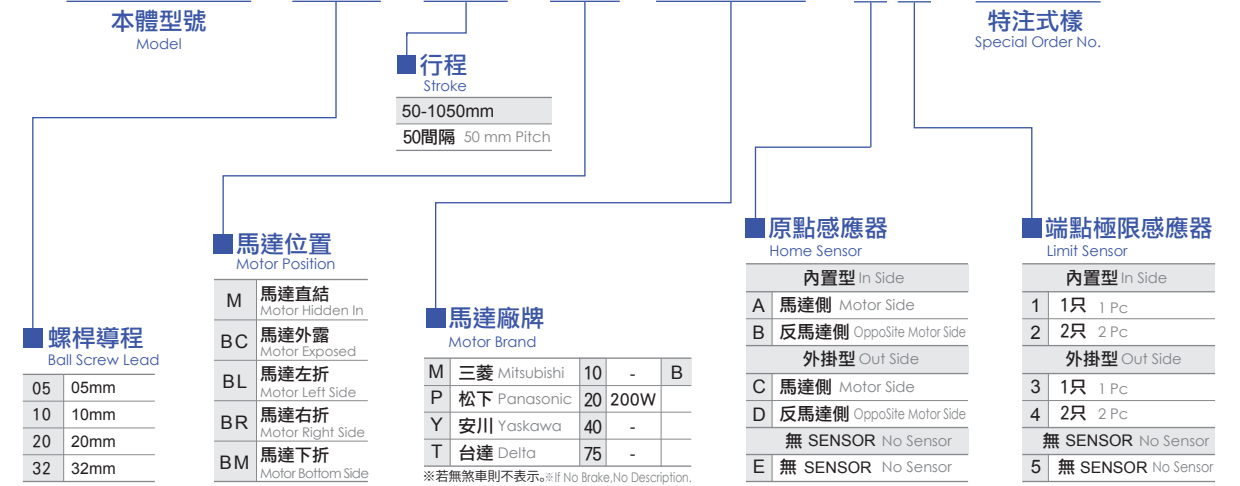 本體型號
Model
特注式樣
Special Order No.
行程
Stroke
50-1050mm
50間隔 50 mm Pitch
螺桿導程
Ball Screw Lead
05 05mm
10 10mm
20 20mm
32 32mm
馬達位置
Motor Position
M 馬達直結
Motor Hidden In
BC 馬達外露
Motor Exposed
BL 馬達左折
Motor Left Side
BR 馬達右折
Motor Right Side
BM 馬達下折
Motor Bottom Side
馬達廠牌
Motor Brand
M 三菱 Mitsubishi 10 - B
P 松下 Panasonic 20 200W
Y 安川 Yaskawa 40 -
T 台達 Delta 75 -
※若無煞車則不表示。※If No Brake,No Description.
原點感應器
Home Sensor
內置型 In Side
A 馬達側 Motor Side
B 反馬達側 OppoSite Motor Side
外掛型 Out Side
C 馬達側 Motor Side
D 反馬達側 OppoSite Motor Side
無 SENSOR No Sensor
E 無 SENSOR No Sensor
端點極限感應器
Limit Sensor
內置型 In Side
1 1只 1 Pc
2 2只 2 Pc
外掛型 Out Side
3 1只 1 Pc
4 2只 2 Pc
無 SENSOR No Sensor
5 無 SENSOR No Sensor